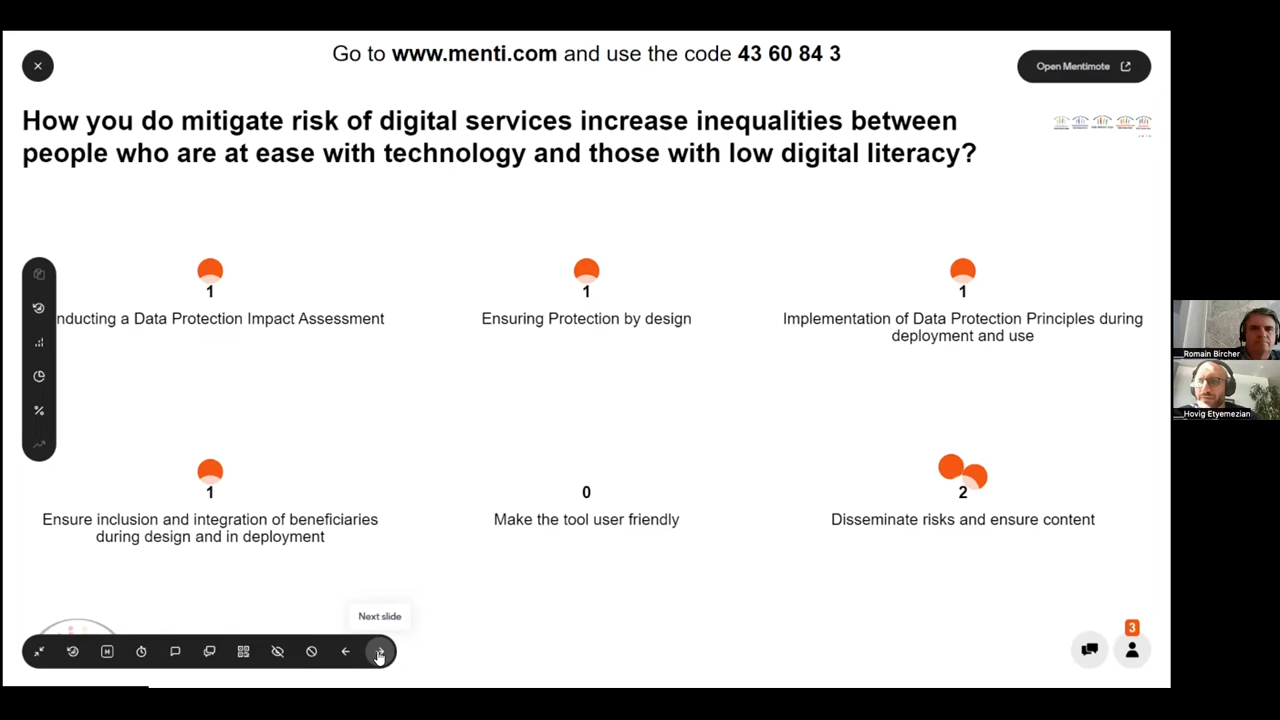 Go to www.menti.com and use the code 43 60 84 3
Open Mentimote
How you do mitigate risk of digital services increase inequalities between
people who are at ease with technology and those with low digital literacy?
1
nducting a Data Protection Impact Assessment
1
Ensuring Protection by design
1
Implementation of Data Protection Principles during
deployment and use
1
Ensure inclusion and integration of beneficiaries
during design and in deployment
0
Make the tool user friendly
2
Disseminate risks and ensure content
Next slide
H
3
Romain Bircher
Hovig Etyemezian